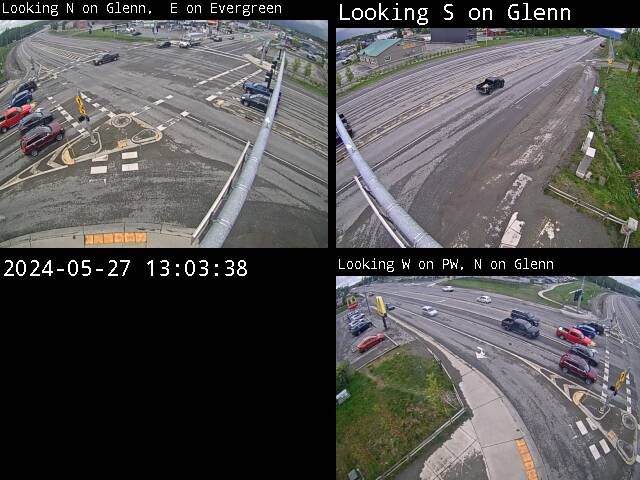 Looking N on Glenn,  E on Evergreen
Looking S on Glenn
2024-05-27 13:03:38
Looking W on PW, N on Glenn